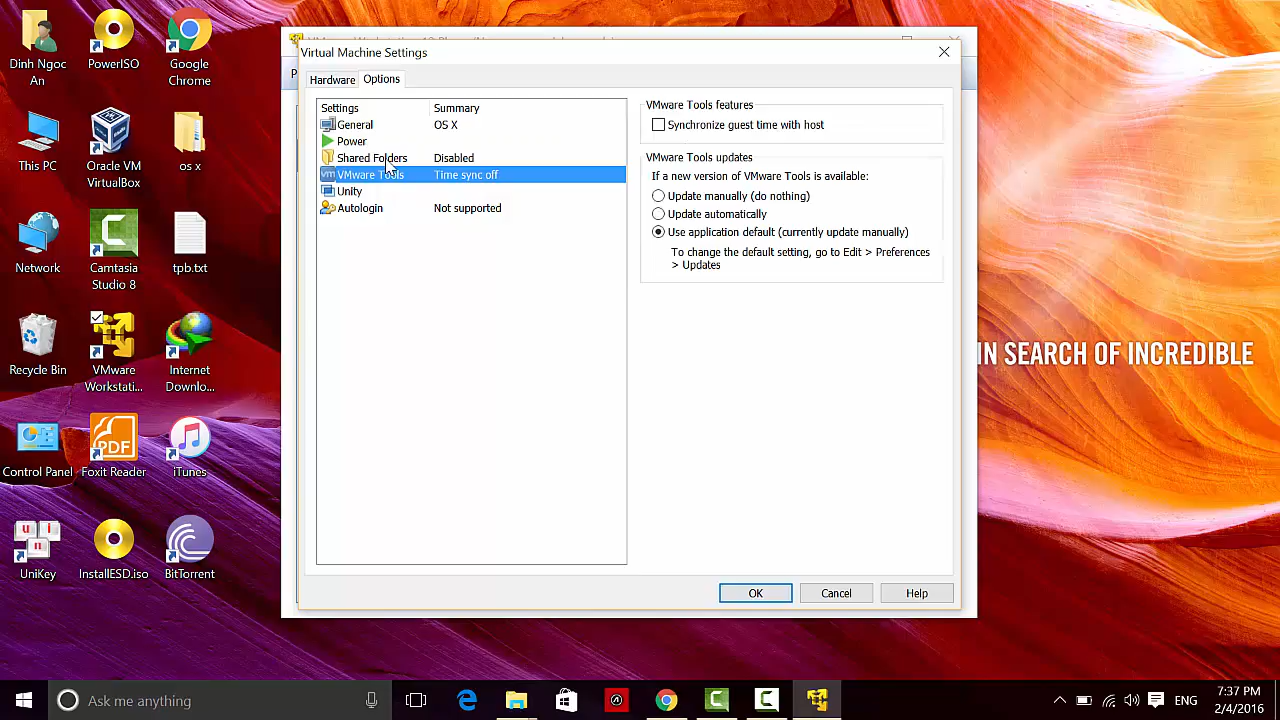 Dinh Ngoc
An
PowerISO
Google
Chrome
This PC
Oracle VM
VirtualBox
os x
Network
Camtasia
Studio 8
tpb.txt
Recycle Bin
VMware
Workstati...
Internet
Downlo...
Control Panel
PDF
Foxit Reader
iTunes
UniKey
InstallESD.iso
BitTorrent
Virtual Machine Settings
Hardware
Options
Settings
Summary
General
OS X
Power
Shared Folders
Disabled
VMware Tools
Time sync off
Unity
Autologin
Not supported
VMware Tools features
Synchronize guest time with host
VMware Tools updates
If a new version of VMware Tools is available:
Update manually (do nothing)
Update automatically
Use application default (currently update manually)
To change the default setting, go to Edit > Preferences
> Updates
OK
Cancel
Help
IN SEARCH OF INCREDIBLE
Ask me anything
ENG
7:37 PM
2/4/2016